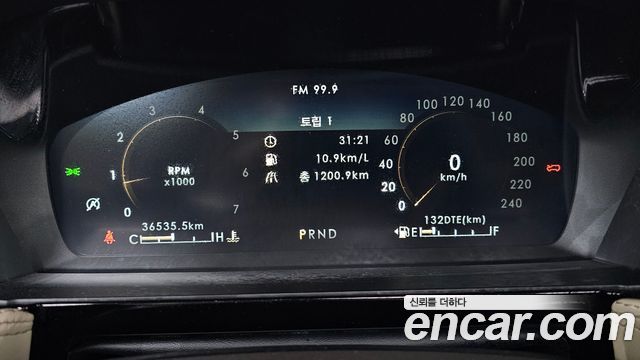 FM 99.9
토립 1
31:21
10.9km/L
총 1200.9km
0 1 2 3 4 5 6 7
RPM
x1000
0 20 40 60 80 100 120 140 160 180 200 220 240
0
km/h
36535.5km
C H
PRND
132DTE(km)
E F
신뢰를 더하다
encar.com